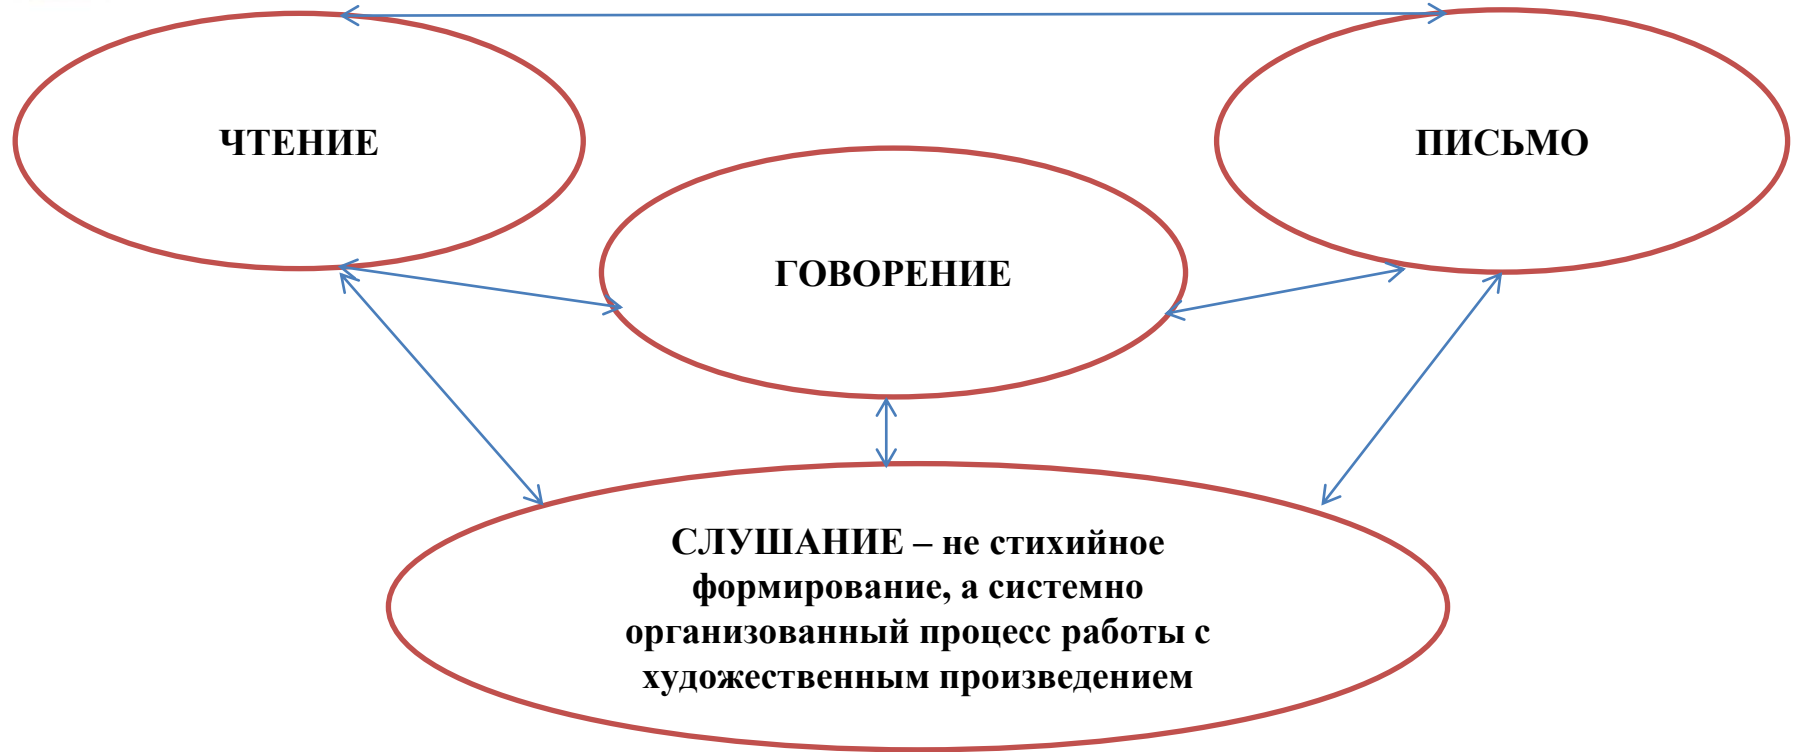 ЧТЕНИЕ
ПИСЬМО
ГОВОРЕНИЕ
СЛУШАНИЕ – не стихийное
формирование, а системно
организованный процесс работы с
художественным произведением